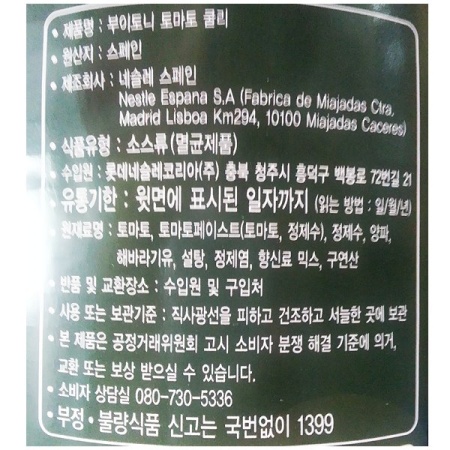 • 제품명 : 부이토니 토마토 쿨리
• 원산지 : 스페인
• 제조회사 : 네슬레 스페인
Nestle Espana S.A (Fabrica de Miajadas Ctra,
Madrid Lisboa Km294, 10100 Miajadas Caceres)
• 식품유형 : 소스류(멸균제품)
• 수입원 : 롯데네슬레코리아(주) 충북 청주시 흥덕구 백봉로 72번길 21
• 유통기한 : 윗면에 표시된 일자까지 (읽는 방법 : 일/월/년)
• 원재료명 : 토마토, 토마토페이스트(토마토, 정제수), 정제수, 양파,
해바라기유, 설탕, 정제염, 향신료 믹스, 구연산
• 반품 및 교환장소 : 수입원 및 구입처
• 사용 또는 보관기준 : 직사광선을 피하고 건조하고 서늘한 곳에 보관
• 본 제품은 공정거래위원회 고시 소비자 분쟁 해결 기준에 의거,
교환 또는 보상 받으실 수 있습니다.
• 소비자 상담실 080-730-5336
• 부정·불량식품 신고는 국번없이 1399